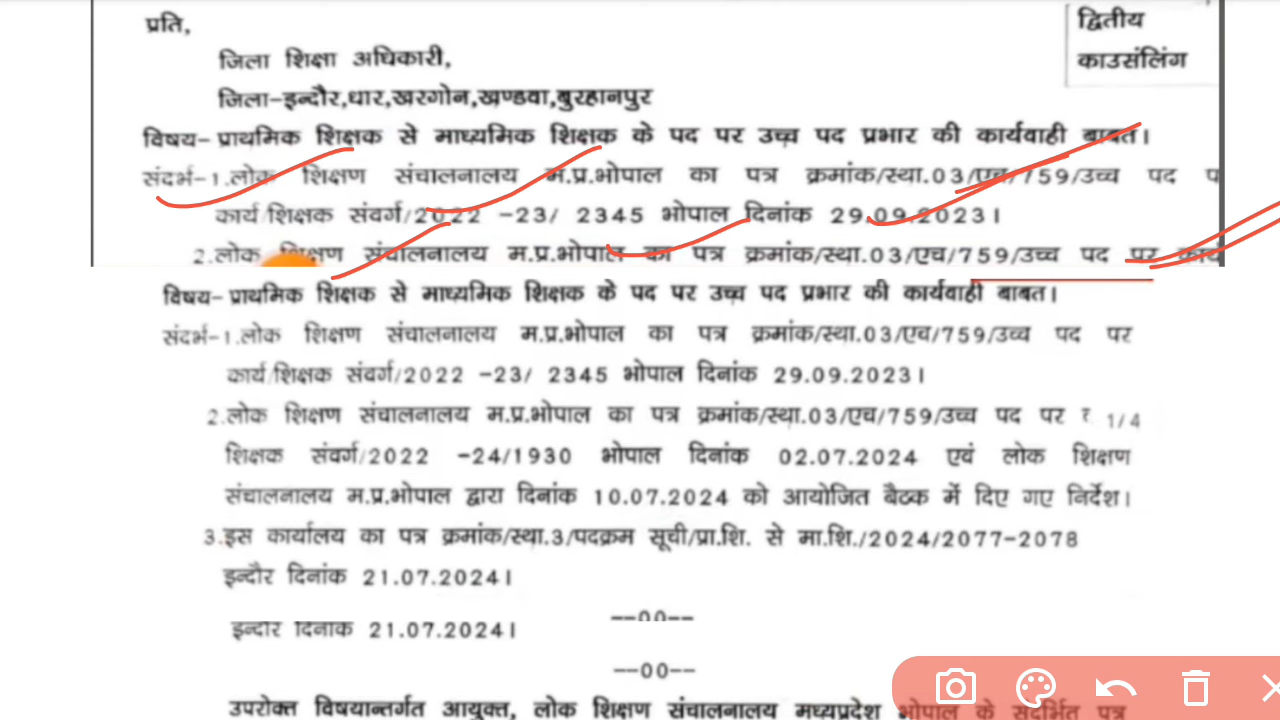 प्रति,
द्वितीय
काउसंलिंग
जिला शिक्षा अधिकारी,
जिला-इन्दौर,धार,खरगोन,खण्डवा,बुरहानपुर
विषय- प्राथमिक शिक्षक से माध्यमिक शिक्षक के पद पर उच्च पद प्रभार की कार्यवाही बाबत।
संदर्भ-1.लोक शिक्षण संचालनालय म.प्र.भोपाल का पत्र क्रमांक/स्था.03/एच/759/उच्च पद प
कार्य/शिक्षक संवर्ग/2022 -23/ 2345 भोपाल दिनांक 29.09.2023।
2.लोक शिक्षण संचालनालय म.प्र.भोपाल का पत्र क्रमांक/स्था.03/एच/759/उच्च पद पर कार्य
विषय- प्राथमिक शिक्षक से माध्यमिक शिक्षक के पद पर उच्च पद प्रभार की कार्यवाही बाबत।
संदर्भ-1.लोक शिक्षण संचालनालय म.प्र.भोपाल का पत्र क्रमांक/स्था.03/एच/759/उच्च पद पर
कार्य/शिक्षक संवर्ग/2022 -23/ 2345 भोपाल दिनांक 29.09.2023।
2.लोक शिक्षण संचालनालय म.प्र.भोपाल का पत्र क्रमांक/स्था.03/एच/759/उच्च पद पर 1/4
शिक्षक संवर्ग/2022 -24/1930 भोपाल दिनांक 02.07.2024 एवं लोक शिक्षण
संचालनालय म.प्र.भोपाल द्वारा दिनांक 10.07.2024 को आयोजित बैठक में दिए गए निर्देश।
3.इस कार्यालय का पत्र क्रमांक/स्था.3/पदक्रम सूची/प्रा.शि. से मा.शि./2024/2077-2078
इन्दौर दिनांक 21.07.2024।
--00--
इन्दौर दिनांक 21.07.2024।
--00--
उपरोक्त विषयान्तर्गत आयुक्त, लोक शिक्षण संचालनालय मध्यप्रदेश भोपाल के संदर्भित पत्र